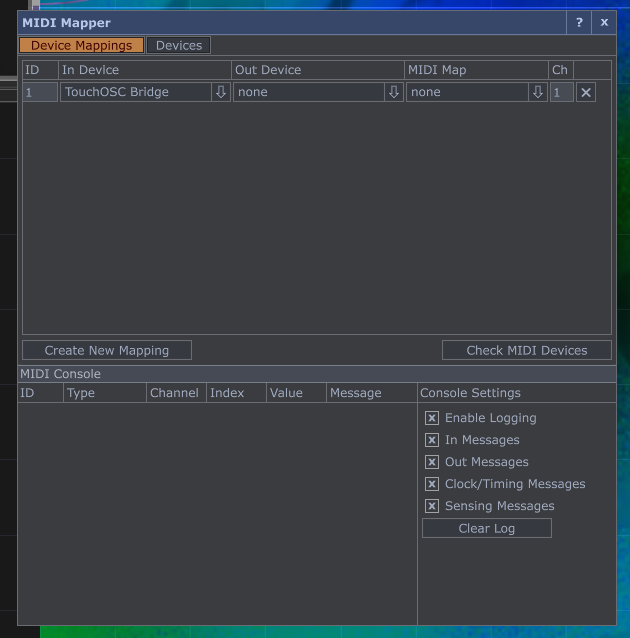 MIDI Mapper ? x
Device Mappings Devices
ID In Device Out Device MIDI Map Ch
1 TouchOSC Bridge none none 1
Create New Mapping Check MIDI Devices
MIDI Console
ID Type Channel Index Value Message Console Settings
Enable Logging
In Messages
Out Messages
Clock/Timing Messages
Sensing Messages
Clear Log